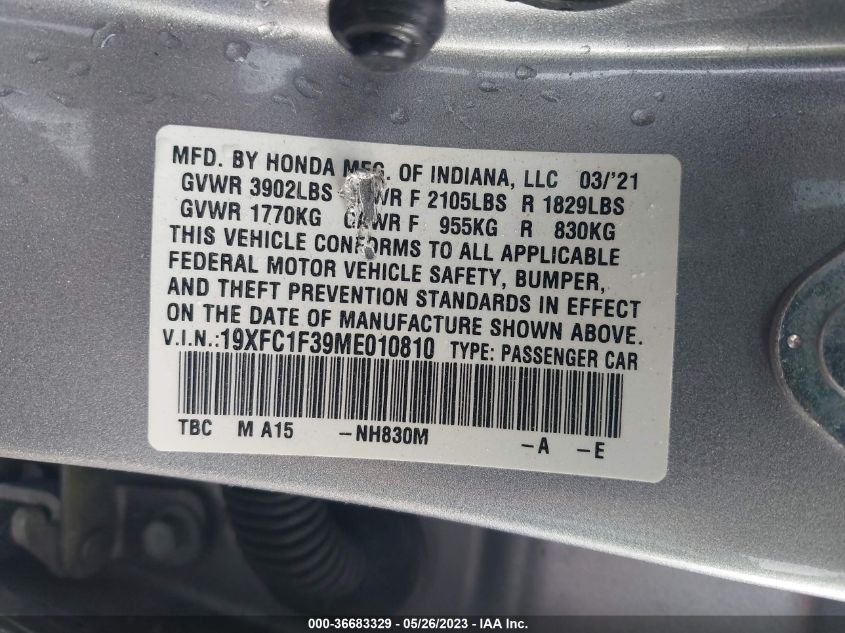 MFD. BY HONDA MFG. OF INDIANA, LLC 03/'21
GVWR 3902LBS GAWR F 2105LBS R 1829LBS
GVWR 1770KG GAWR F 955KG R 830KG
THIS VEHICLE CONFORMS TO ALL APPLICABLE
FEDERAL MOTOR VEHICLE SAFETY, BUMPER,
AND THEFT PREVENTION STANDARDS IN EFFECT
ON THE DATE OF MANUFACTURE SHOWN ABOVE.
V.I.N.:19XFC1F39ME010810 TYPE: PASSENGER CAR
TBC M A15 -NH830M -A -E
000-36683329 - 05/26/2023 - IAA Inc.